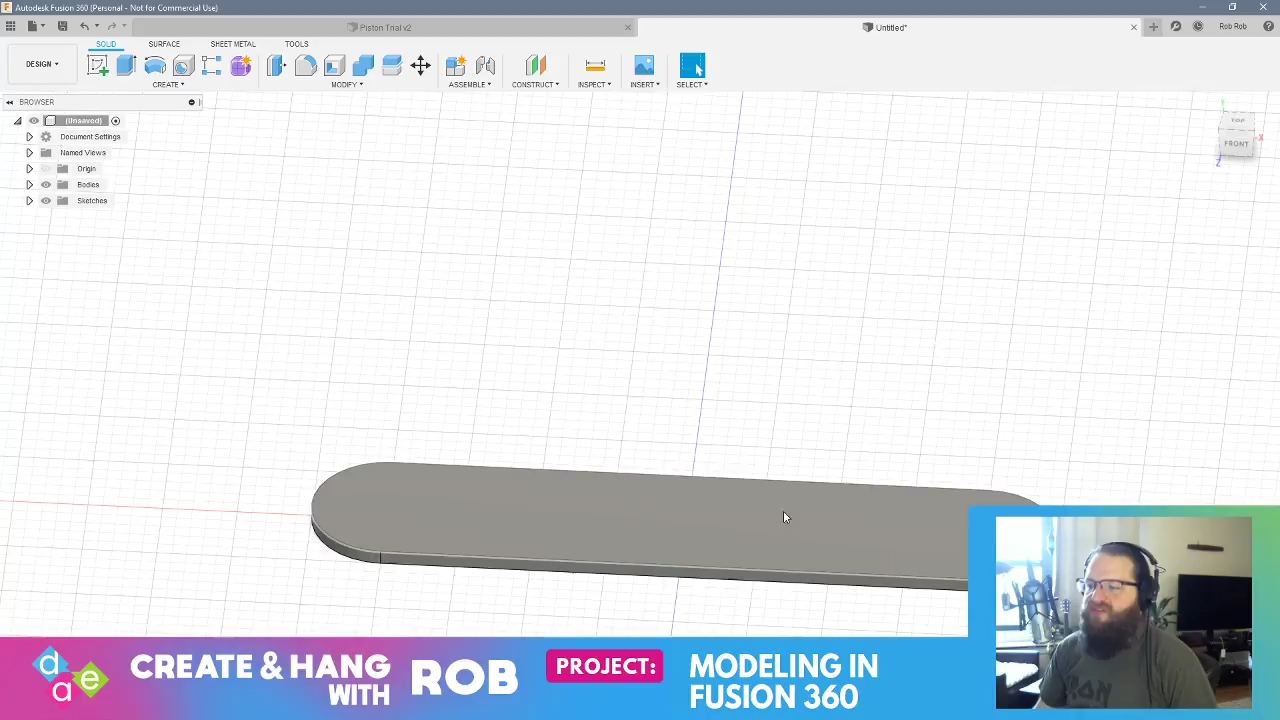 Autodesk Fusion 360 (Personal - Not for Commercial Use)
Piston Trial v2
Untitled*
Rob Rob
DESIGN
SOLID
SURFACE
SHEET METAL
TOOLS
CREATE
MODIFY
ASSEMBLE
CONSTRUCT
INSPECT
INSERT
SELECT
BROWSER
(Unsaved)
Document Settings
Named Views
Origin
Bodies
Sketches
TOP
FRONT
X
Y
Z
d
a
e
CREATE & HANG
WITH
ROB
PROJECT:
MODELING IN
FUSION 360